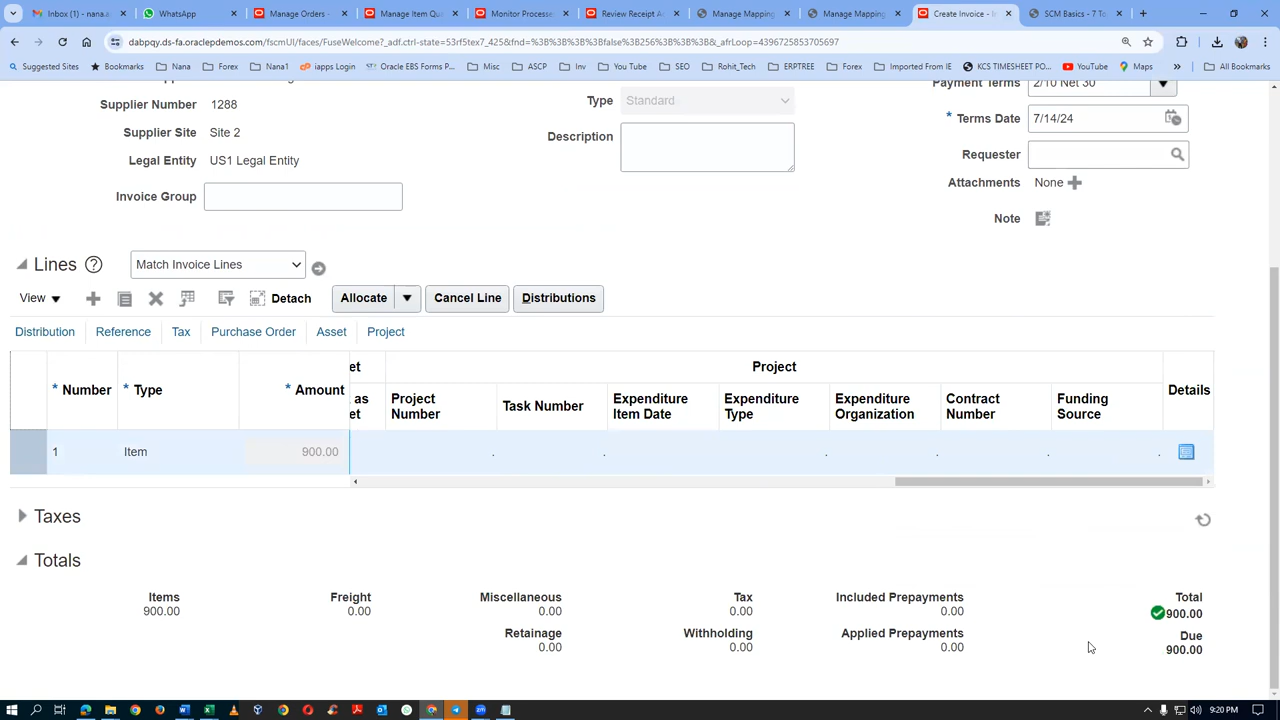 Inbox (1) - nana.a
WhatsApp
Manage Orders -
Manage Item Qua
Monitor Processe
Review Receipt Ac
Manage Mapping
Manage Mapping
Create Invoice - In
SCM Basics - 7 To
dabpqy.ds-fa.oraclepdemos.com/fscmUI/faces/FuseWelcome?_adf.ctrl-state=53rf5tex7_425&fnd=%3B%3B%3B%3Bfalse%3B256%3B%3B%3B&_afrLoop=4396725853705697
Suggested Sites
Bookmarks
Nana
Forex
Nana1
iapps Login
Oracle EBS Forms P...
Misc
ASCP
Inv
You Tube
SEO
Rohit_Tech
ERPTREE
Forex
Imported From IE
KCS TIMESHEET PO...
YouTube
Maps
All Bookmarks
Payment Terms 2/10 Net 30
Supplier Number 1288
Type Standard
Terms Date 7/14/24
Supplier Site Site 2
Description
Requester
Legal Entity US1 Legal Entity
Attachments None
Invoice Group
Note
Lines Match Invoice Lines
View
Detach
Allocate
Cancel Line
Distributions
Distribution Reference Tax Purchase Order Asset Project
* Number * Type * Amount
et
as
et
Project
Project Number
Task Number
Expenditure Item Date
Expenditure Type
Expenditure Organization
Contract Number
Funding Source
Details
1 Item 900.00
Taxes
Totals
Items Freight Miscellaneous Tax Included Prepayments Total
900.00 0.00 0.00 0.00 0.00 900.00
Retainage Withholding Applied Prepayments Due
0.00 0.00 0.00 900.00
9:20 PM